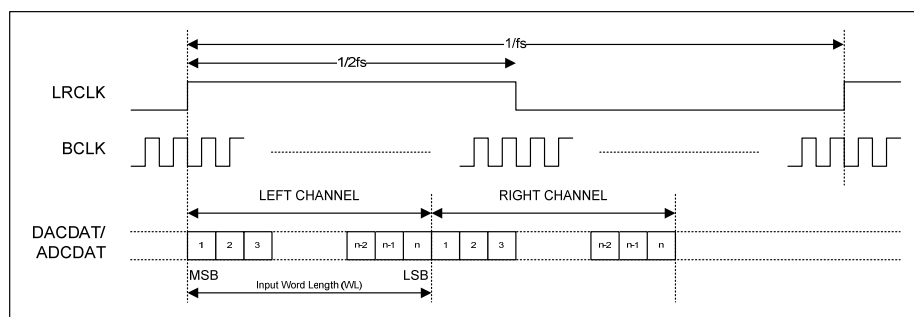 1/fs
1/2fs
LRCLK
BCLK
LEFT CHANNEL
RIGHT CHANNEL
DACDAT/
ADCDAT
1 2 3 n-2 n-1 n 1 2 3 n-2 n-1 n
MSB LSB
Input Word Length (WL)